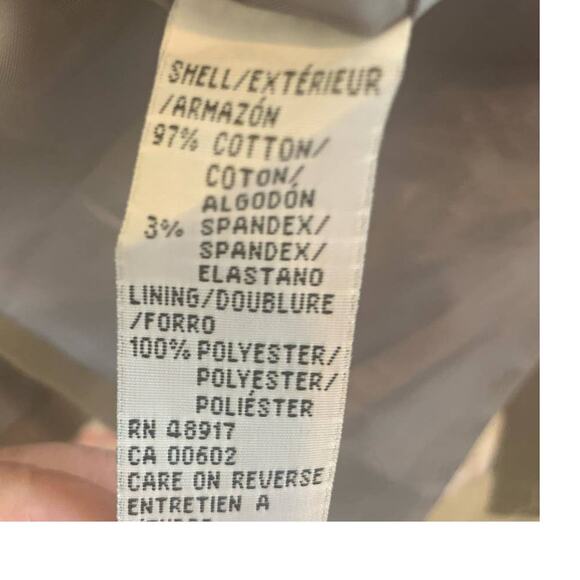 SHELL/EXTÉRIEUR
/ARMAZÓN
97% COTTON/
COTON/
ALGODÓN
3% SPANDEX/
SPANDEX/
ELASTANO
LINING/DOUBLURE
/FORRO
100% POLYESTER/
POLYESTER/
POLIÉSTER
RN 48917
CA 00602
CARE ON REVERSE
ENTRETIEN A